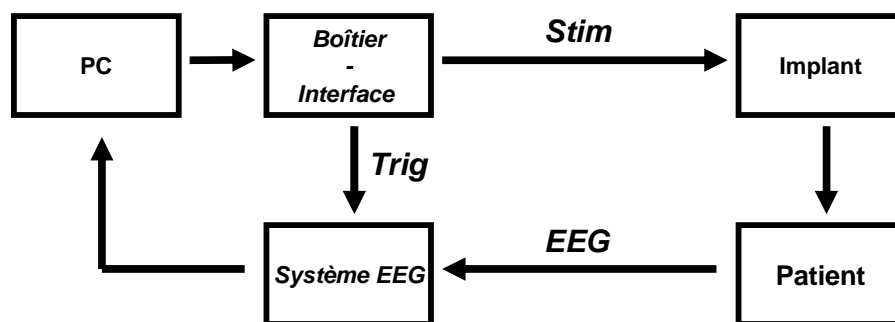 PC
Boîtier
-
Interface
Stim
Implant
Trig
Système EEG
EEG
Patient